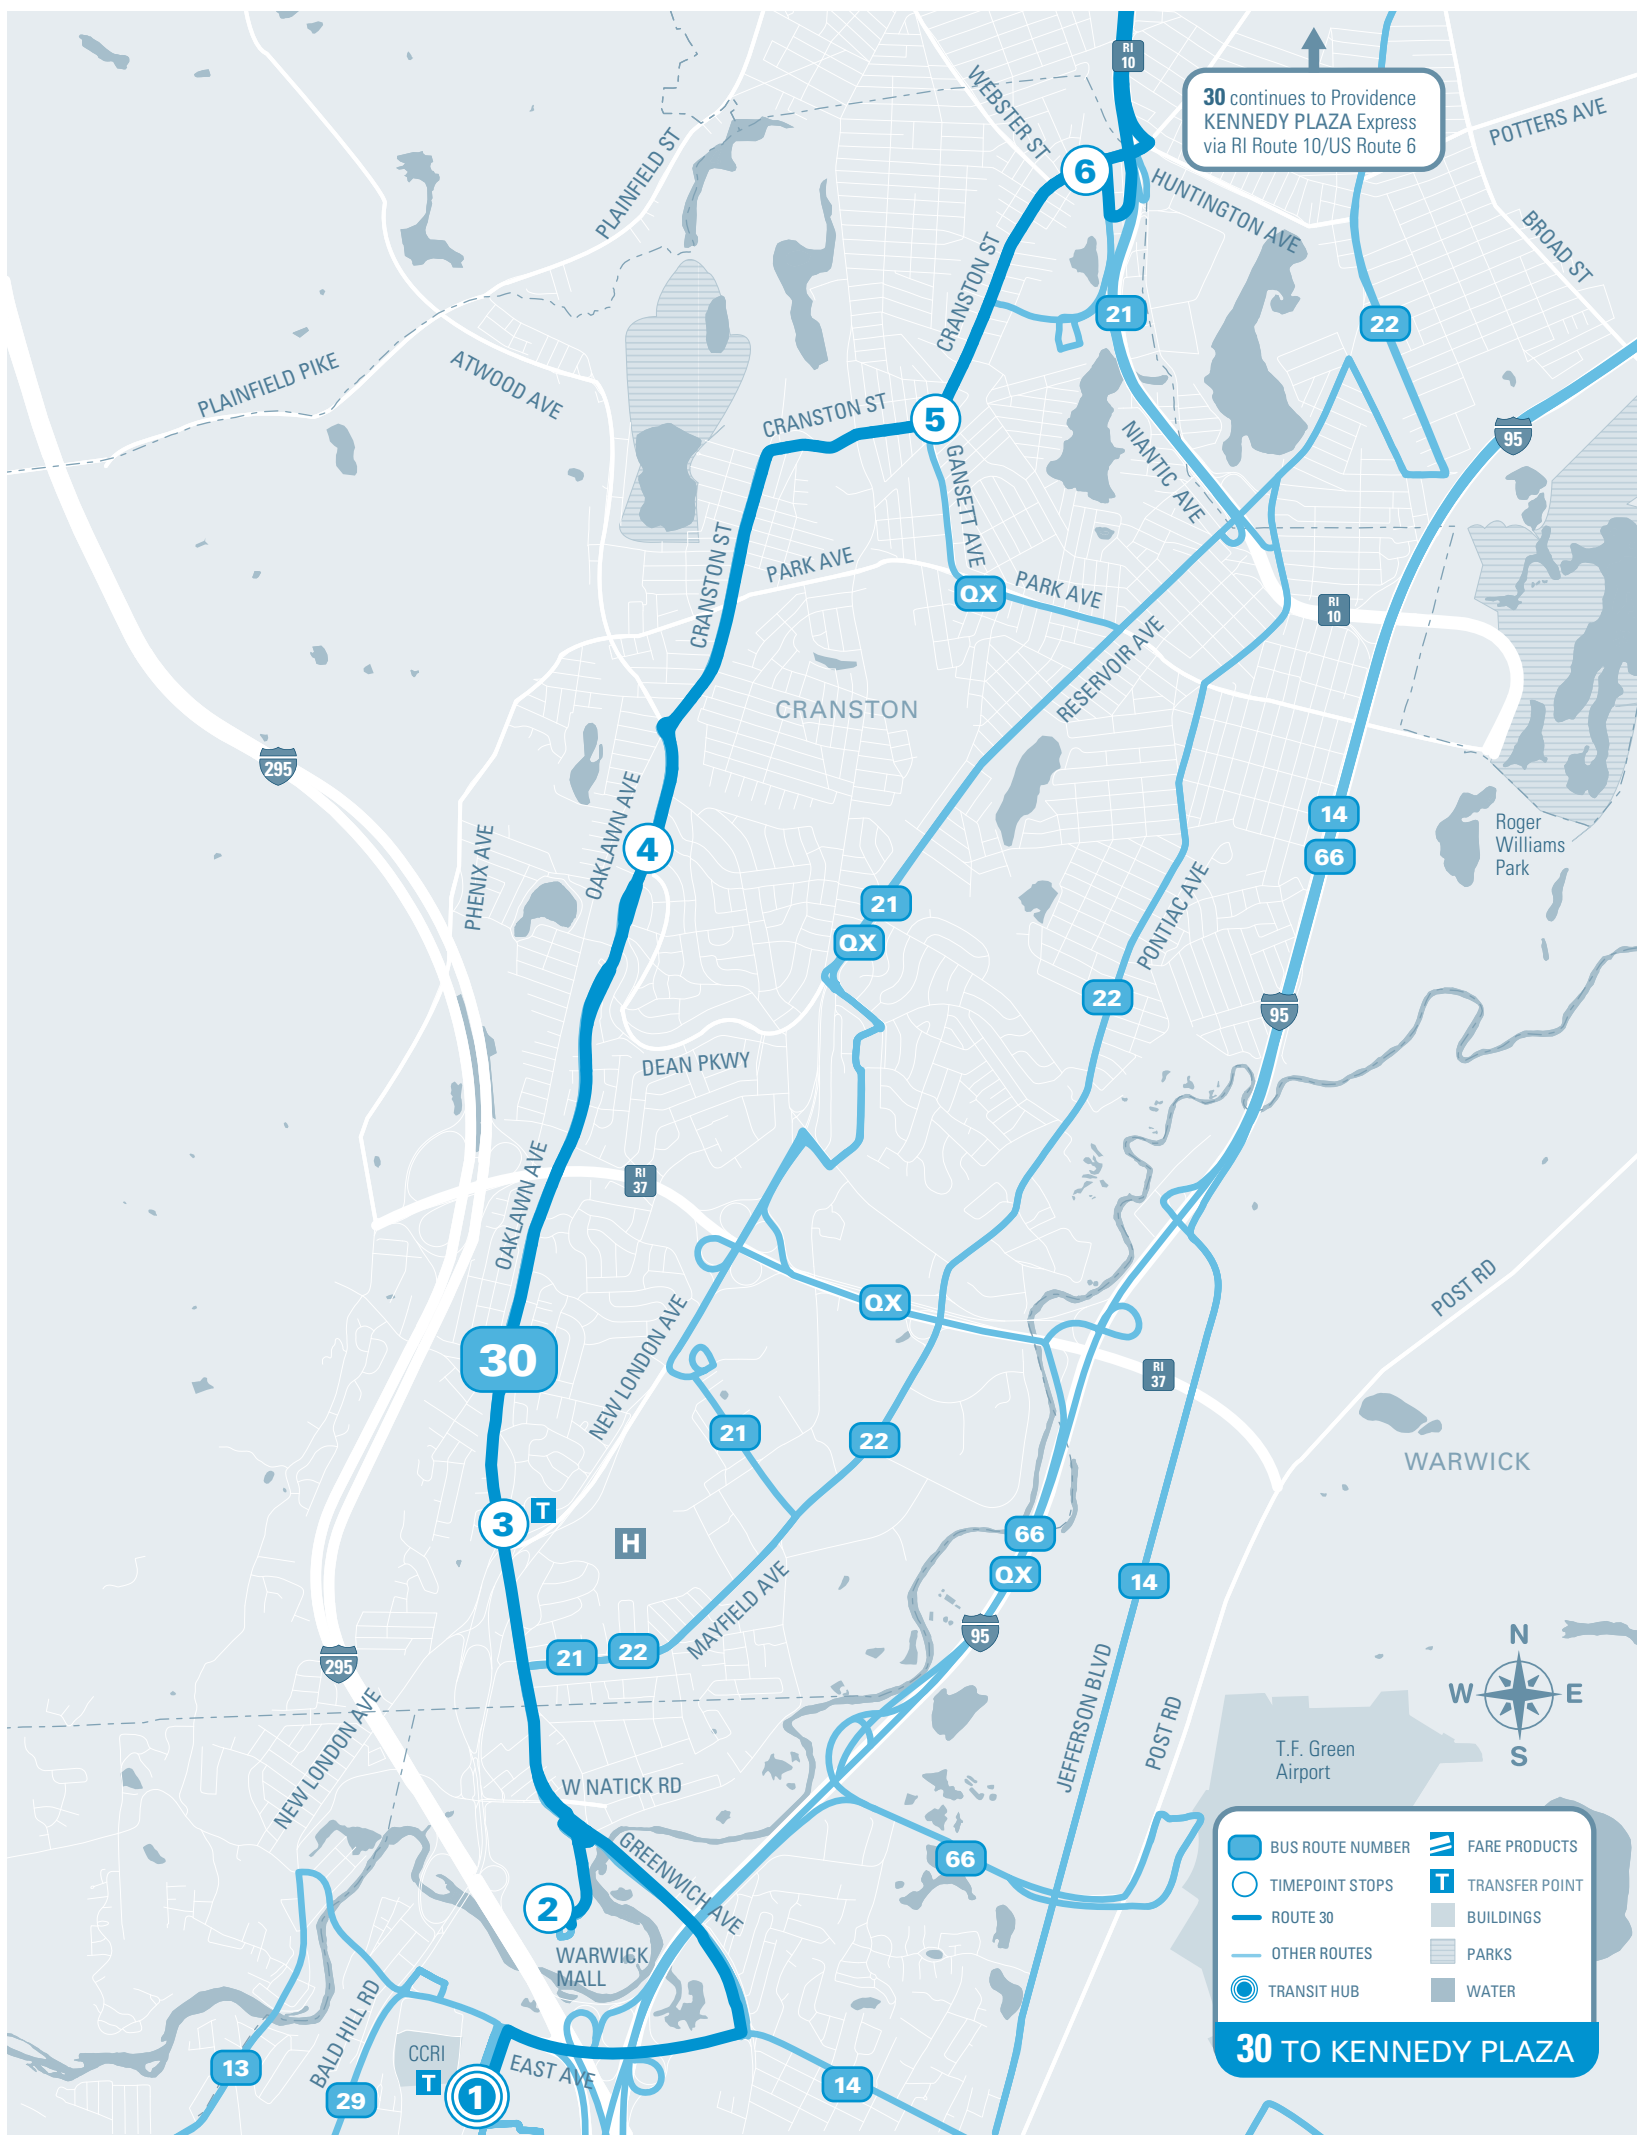 RI
10
30 continues to Providence
KENNEDY PLAZA Express
via RI Route 10/US Route 6
WEBSTER ST
POTTERS AVE
PLAINFIELD ST
6
HUNTINGTON AVE
BROAD ST
CRANSTON ST
21
22
PLAINFIELD PIKE
ATWOOD AVE
CRANSTON ST
5
95
NIANTIC AVE
GANSETT AVE
CRANSTON ST
PARK AVE
QX
PARK AVE
RI
10
RESERVOIR AVE
CRANSTON
295
OAKLAWN AVE
14
Roger
Williams
Park
66
4
PHENIX AVE
21
QX
PONTIAC AVE
22
95
DEAN PKWY
OAKLAWN AVE
RI
37
POST RD
QX
NEW LONDON AVE
30
RI
37
21
22
WARWICK
3
T
H
66
QX
14
MAYFIELD AVE
95
21
22
295
N
W
E
S
NEW LONDON AVE
JEFFERSON BLVD
POST RD
T.F. Green
Airport
W NATICK RD
GREENWICH AVE
66
2
WARWICK
MALL
BALD HILL RD
CCRI
T
EAST AVE
13
29
1
14
BUS ROUTE NUMBER
FARE PRODUCTS
TIMEPOINT STOPS
T TRANSFER POINT
ROUTE 30
BUILDINGS
OTHER ROUTES
PARKS
TRANSIT HUB
WATER
30 TO KENNEDY PLAZA